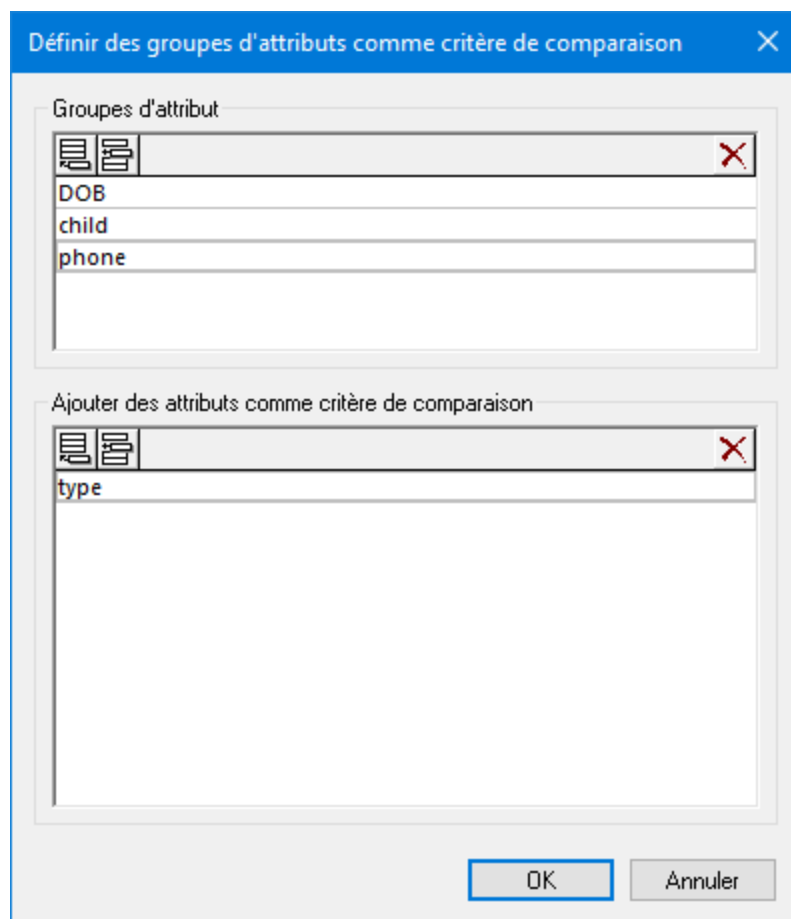 Définir des groupes d'attributs comme critère de comparaison
Groupes d'attribut
DOB
child
phone
Ajouter des attributs comme critère de comparaison
type
OK
Annuler